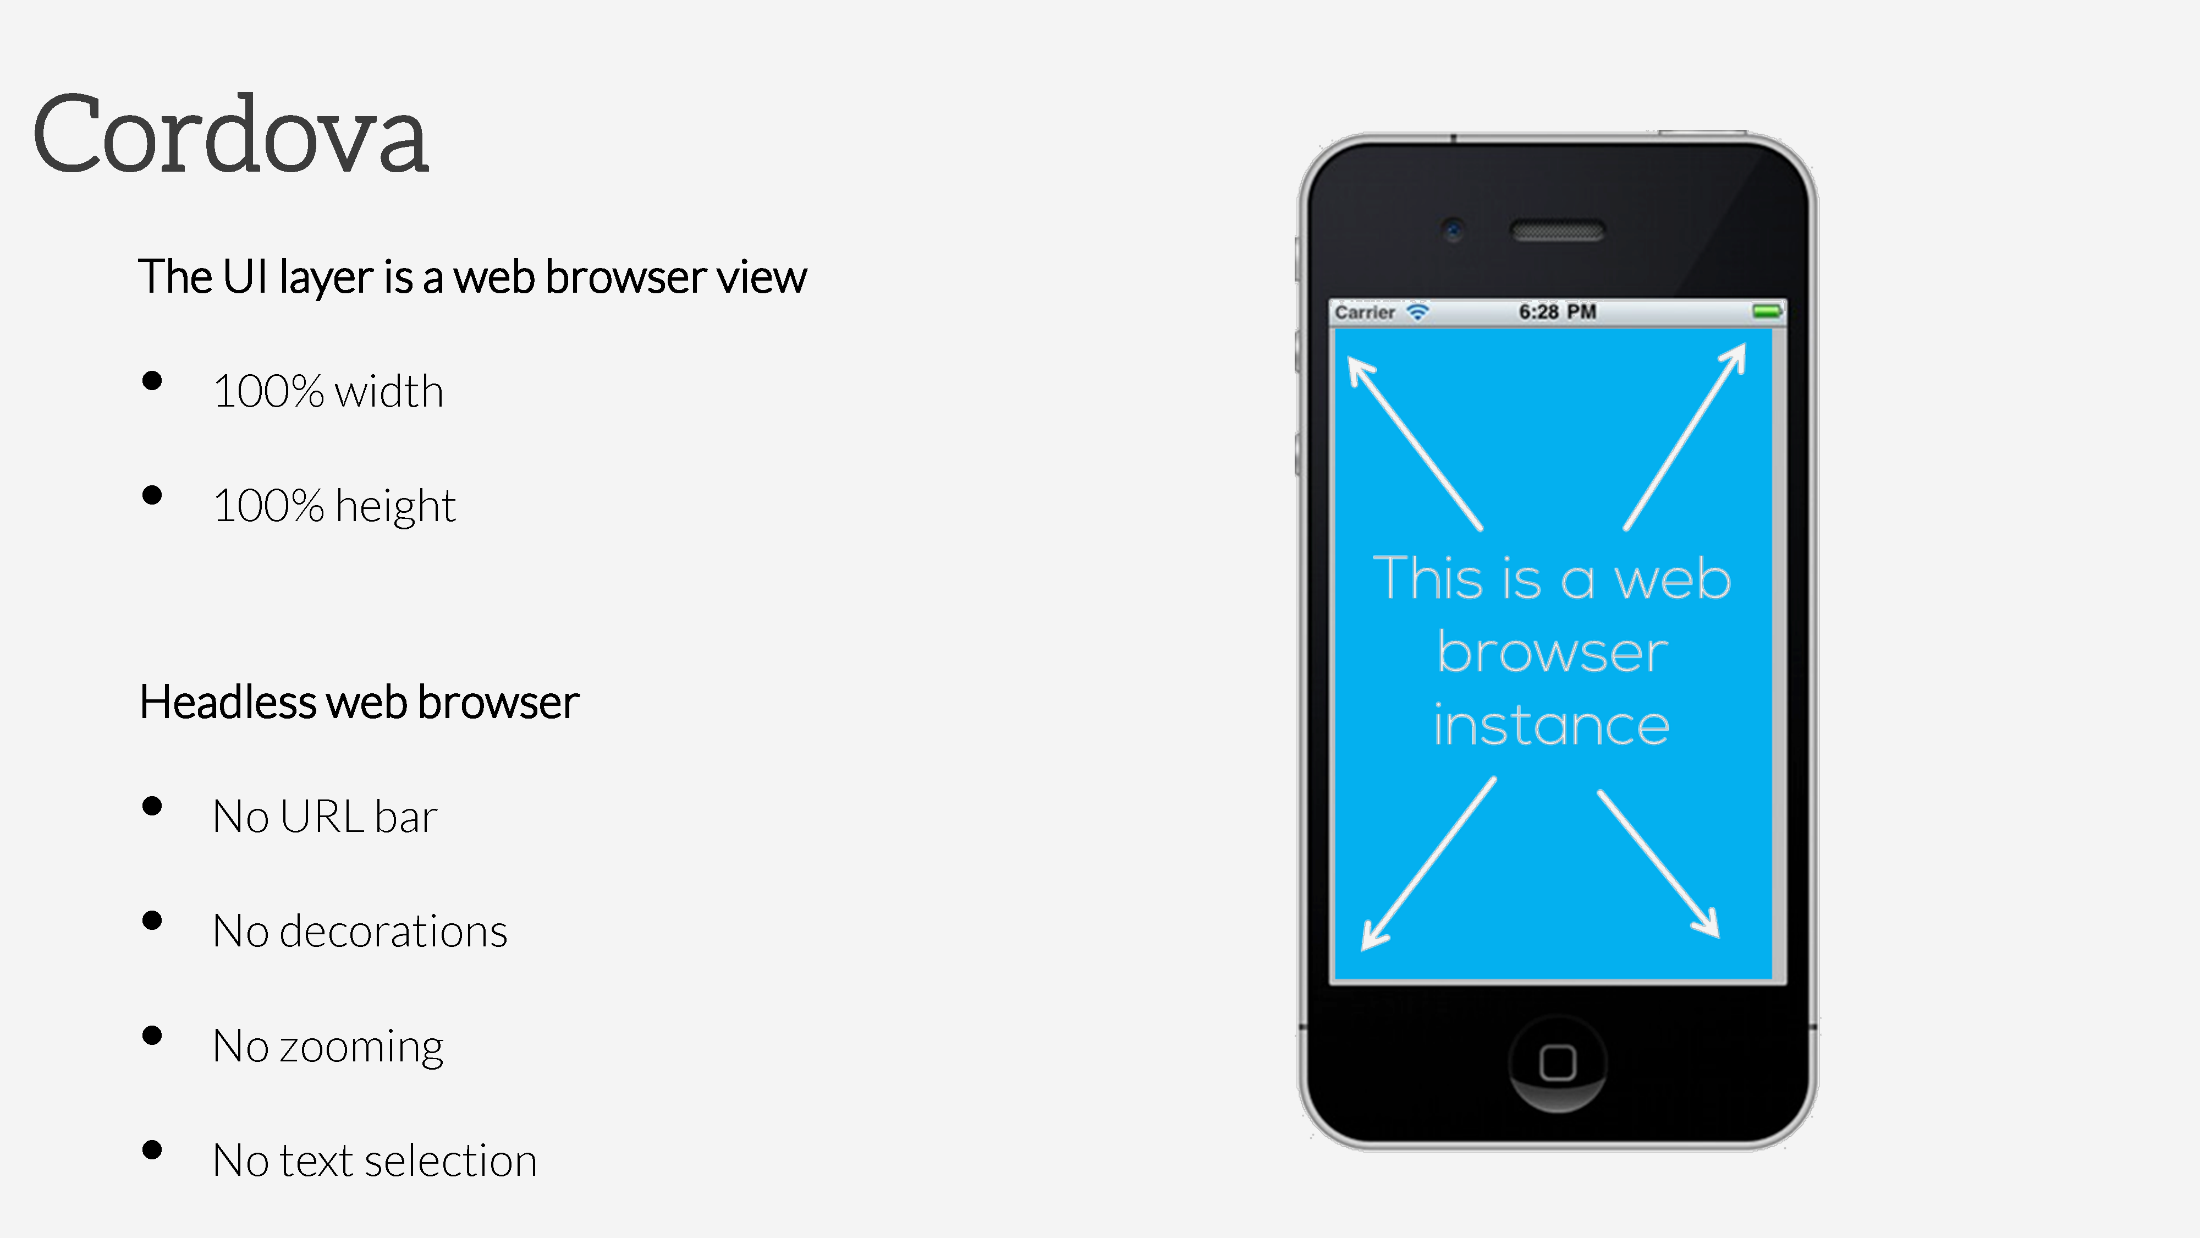 Cordova
The UI layer is a web browser view
• 100% width
• 100% height
Headless web browser
• No URL bar
• No decorations
• No zooming
• No text selection
Carrier 6:28 PM
This is a web
browser
instance